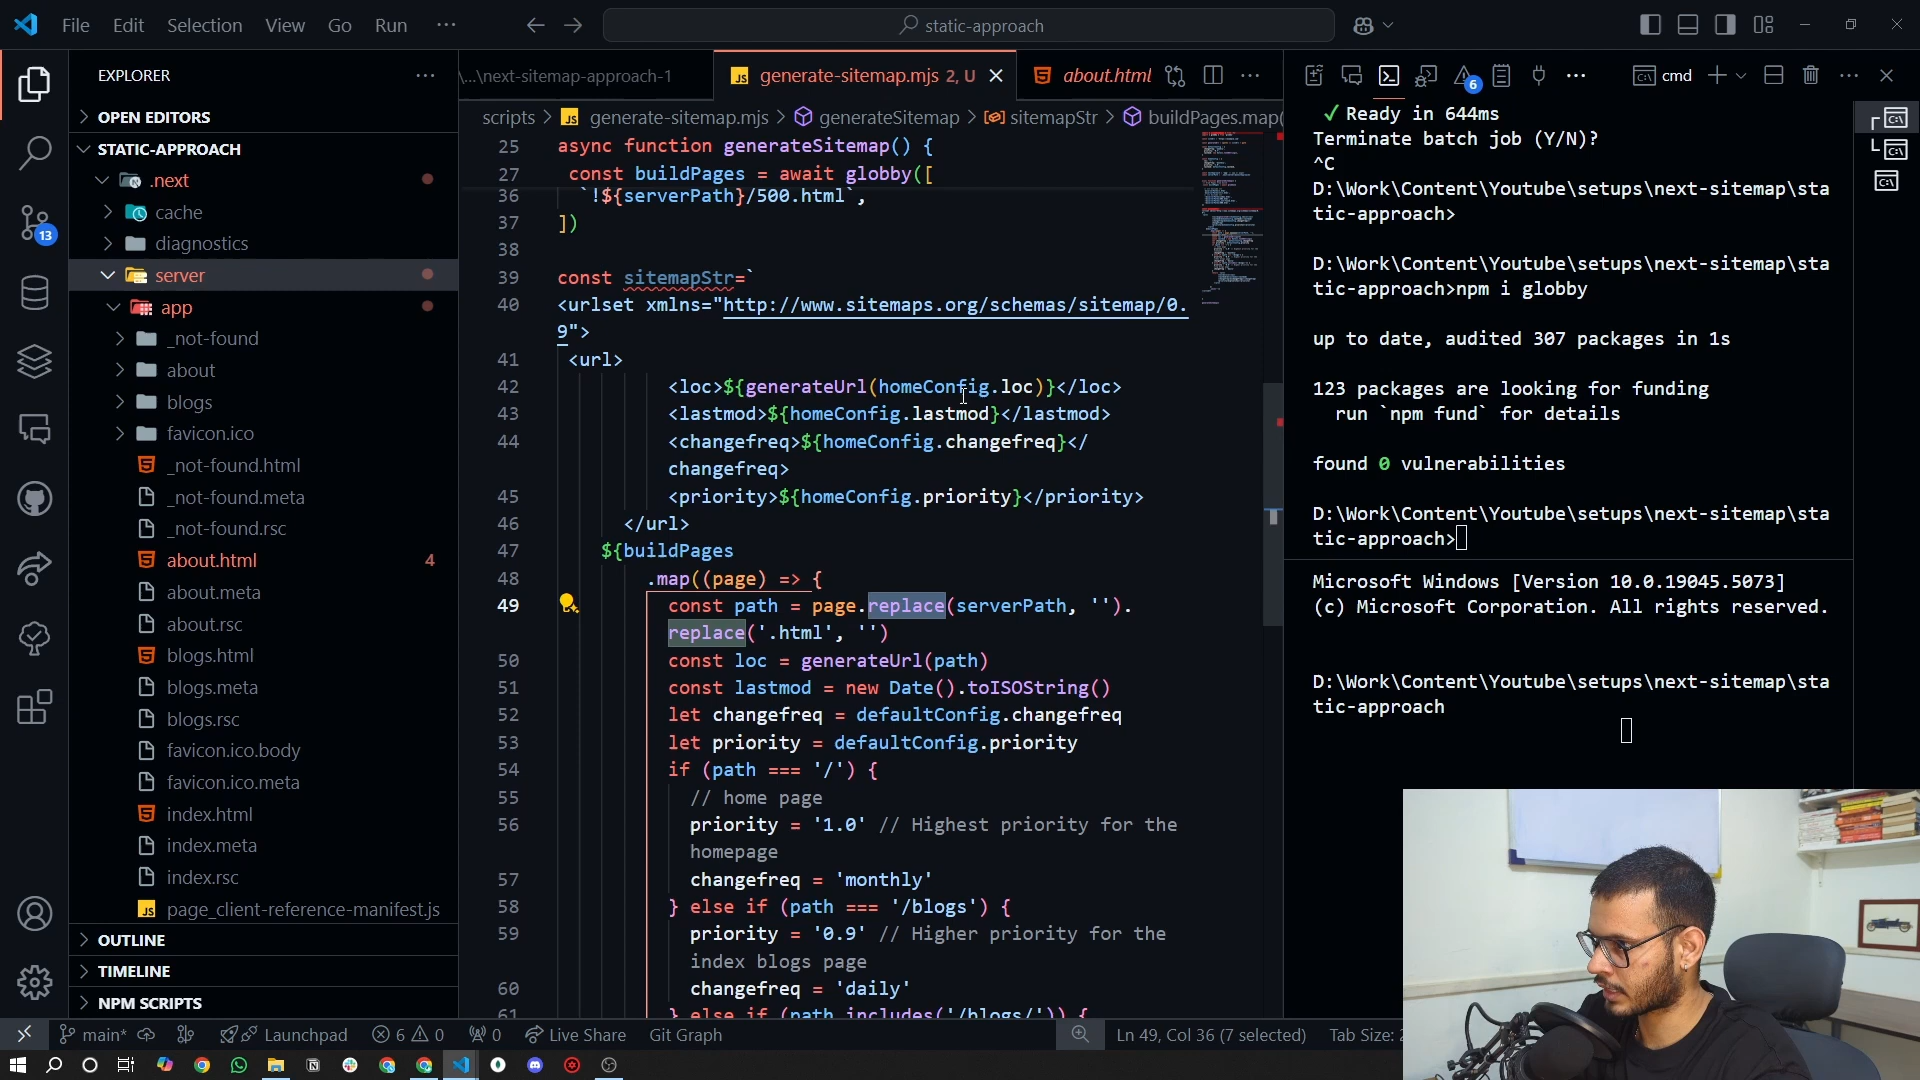 File Edit Selection View Go Run ···
static-approach
EXPLORER
OPEN EDITORS
STATIC-APPROACH
.next
cache
diagnostics
server
app
_not-found
about
blogs
favicon.ico
_not-found.html
_not-found.meta
_not-found.rsc
about.html 4
about.meta
about.rsc
blogs.html
blogs.meta
blogs.rsc
favicon.ico.body
favicon.ico.meta
index.html
index.meta
index.rsc
JS page_client-reference-manifest.js
OUTLINE
TIMELINE
NPM SCRIPTS
13
\...\next-sitemap-approach-1
JS generate-sitemap.mjs 2, U
about.html
scripts > JS generate-sitemap.mjs > generateSitemap > sitemapStr > buildPages.map(
25 async function generateSitemap() {
27 const buildPages = await globby([
36 `!${serverPath}/500.html`,
37 ])
38
39 const sitemapStr=`
40 <urlset xmlns="http://www.sitemaps.org/schemas/sitemap/0.
9">
41 <url>
42 <loc>${generateUrl(homeConfig.loc)}</loc>
43 <lastmod>${homeConfig.lastmod}</lastmod>
44 <changefreq>${homeConfig.changefreq}</
changefreq>
45 <priority>${homeConfig.priority}</priority>
46 </url>
47 ${buildPages
48 .map((page) => {
49 const path = page.replace(serverPath, '').
replace('.html', '')
50 const loc = generateUrl(path)
51 const lastmod = new Date().toISOString()
52 let changefreq = defaultConfig.changefreq
53 let priority = defaultConfig.priority
54 if (path === '/') {
55 // home page
56 priority = '1.0' // Highest priority for the
homepage
57 changefreq = 'monthly'
58 } else if (path === '/blogs') {
59 priority = '0.9' // Higher priority for the
index blogs page
60 changefreq = 'daily'
61 } else if (path.includes('/blogs/')) {
6
cmd
✓ Ready in 644ms
Terminate batch job (Y/N)?
^C
D:\Work\Content\Youtube\setups\next-sitemap\sta
tic-approach>
D:\Work\Content\Youtube\setups\next-sitemap\sta
tic-approach>npm i globby
up to date, audited 307 packages in 1s
123 packages are looking for funding
run `npm fund` for details
found 0 vulnerabilities
D:\Work\Content\Youtube\setups\next-sitemap\sta
tic-approach>
Microsoft Windows [Version 10.0.19045.5073]
(c) Microsoft Corporation. All rights reserved.
D:\Work\Content\Youtube\setups\next-sitemap\sta
tic-approach
main* Launchpad 6 0 0 Live Share Git Graph Ln 49, Col 36 (7 selected) Tab Size: